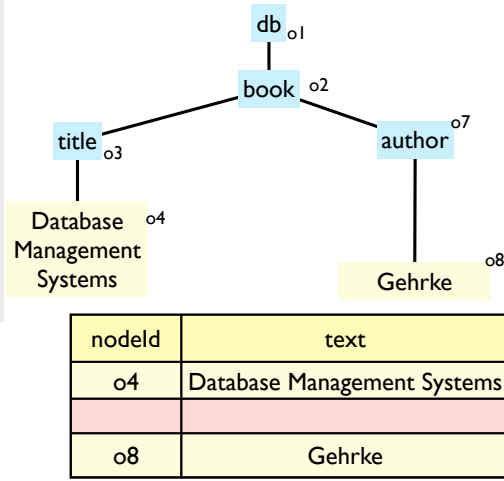 db
o1
book
o2
title
o3
author
o7
Database
Management
Systems
o4
Gehrke
o8
nodeId text
o4 Database Management Systems
o8 Gehrke